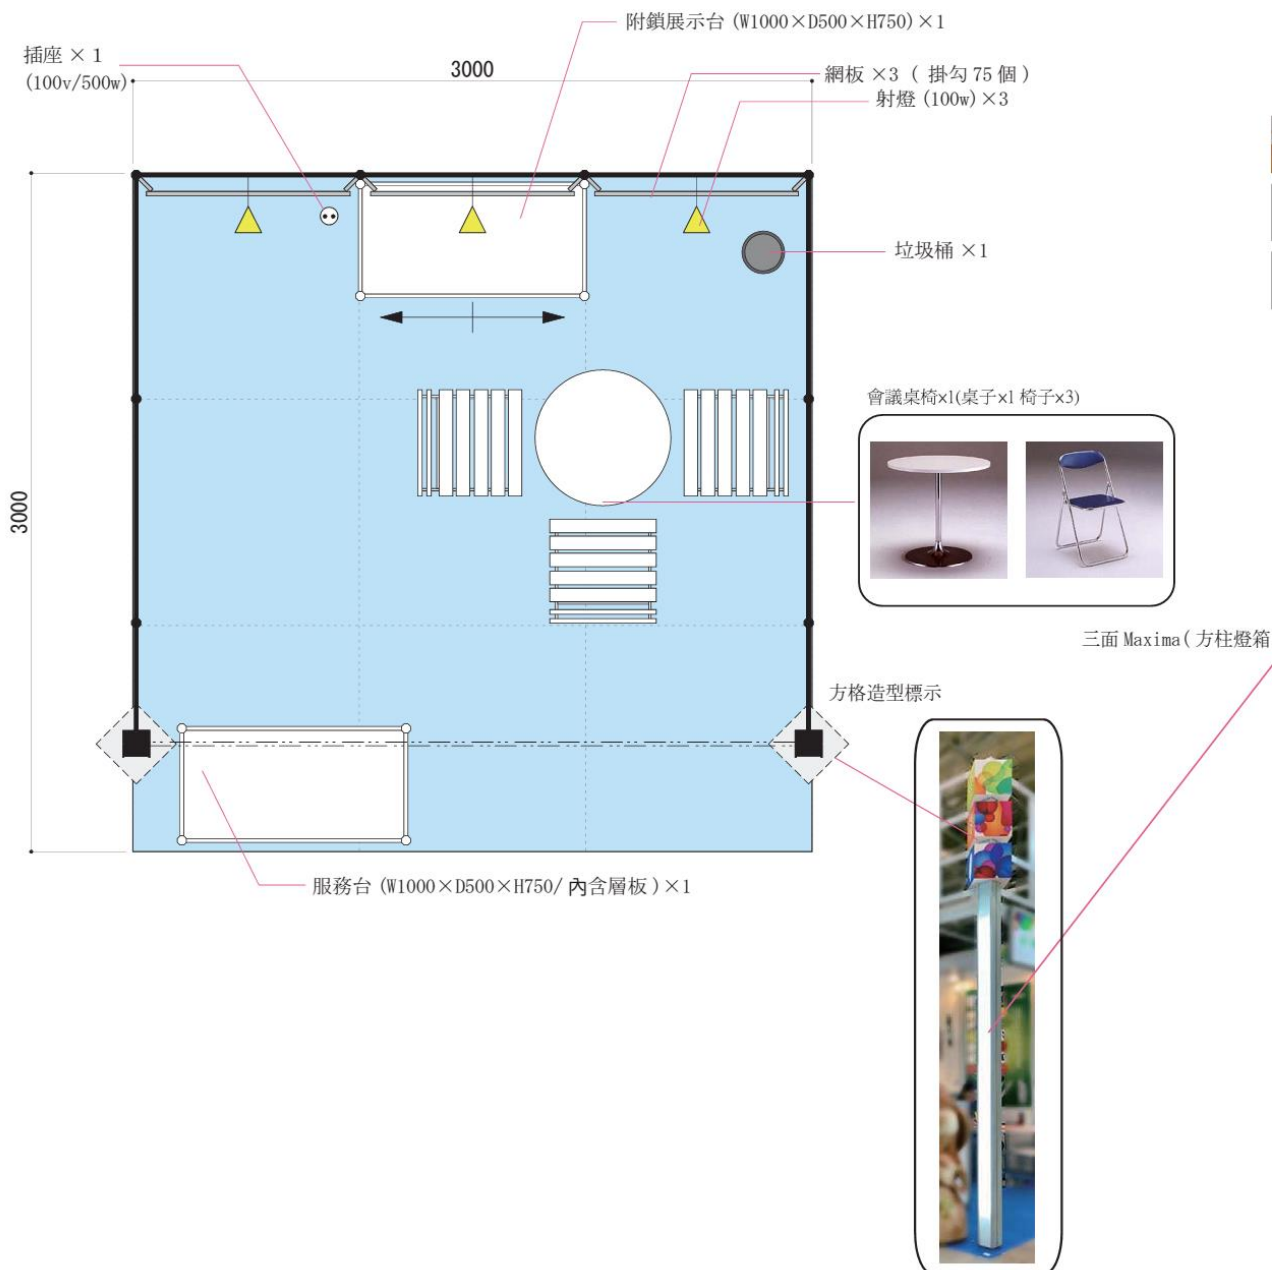 附鎖展示台 (W1000×D500×H750)×1
插座 × 1
(100v/500w)
3000
網板 ×3 ( 掛勾 75 個 )
射燈 (100w)×3
垃圾桶 ×1
會議桌椅×1(桌子×1 椅子×3)
3000
三面 Maxima( 方柱燈箱
方格造型標示
服務台 (W1000×D500×H750/ 內含層板 )×1